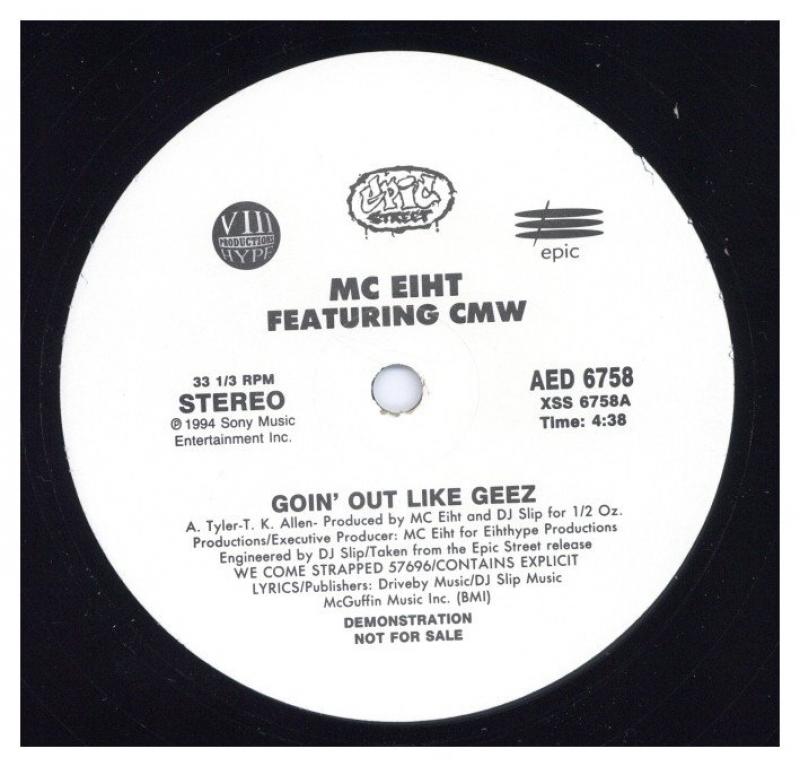 epic
STREET
VIII
PRODUCTIONS
HYPE
epic
MC EIHT
FEATURING CMW
33 1/3 RPM
STEREO
℗ 1994 Sony Music
Entertainment Inc.
AED 6758
XSS 6758A
Time: 4:38
GOIN' OUT LIKE GEEZ
A. Tyler-T. K. Allen- Produced by MC Eiht and DJ Slip for 1/2 Oz.
Productions/Executive Producer: MC Eiht for Eihthype Productions
Engineered by DJ Slip/Taken from the Epic Street release
WE COME STRAPPED 57696/CONTAINS EXPLICIT
LYRICS/Publishers: Driveby Music/DJ Slip Music
McGuffin Music Inc. (BMI)
DEMONSTRATION
NOT FOR SALE